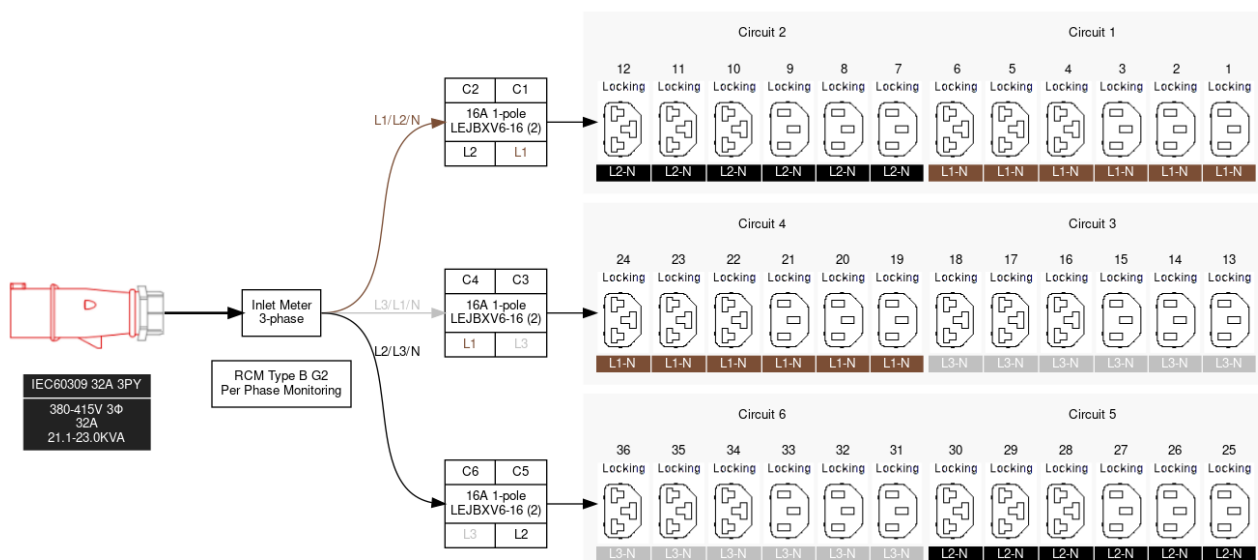 Circuit 2 Circuit 1
12 11 10 9 8 7 6 5 4 3 2 1
Locking Locking Locking Locking Locking Locking Locking Locking Locking Locking Locking Locking
L2-N L2-N L2-N L2-N L2-N L2-N L1-N L1-N L1-N L1-N L1-N L1-N
C2 C1
16A 1-pole
LEJBXV6-16 (2)
L2 L1
L1/L2/N
Circuit 4 Circuit 3
24 23 22 21 20 19 18 17 16 15 14 13
Locking Locking Locking Locking Locking Locking Locking Locking Locking Locking Locking Locking
L1-N L1-N L1-N L1-N L1-N L1-N L3-N L3-N L3-N L3-N L3-N L3-N
C4 C3
16A 1-pole
LEJBXV6-16 (2)
L1 L3
L3/L1/N
L2/L3/N
Inlet Meter
3-phase
RCM Type B G2
Per Phase Monitoring
IEC60309 32A 3PY
380-415V 3Φ
32A
21.1-23.0KVA
Circuit 6 Circuit 5
36 35 34 33 32 31 30 29 28 27 26 25
Locking Locking Locking Locking Locking Locking Locking Locking Locking Locking Locking Locking
L3-N L3-N L3-N L3-N L3-N L3-N L2-N L2-N L2-N L2-N L2-N L2-N
C6 C5
16A 1-pole
LEJBXV6-16 (2)
L3 L2